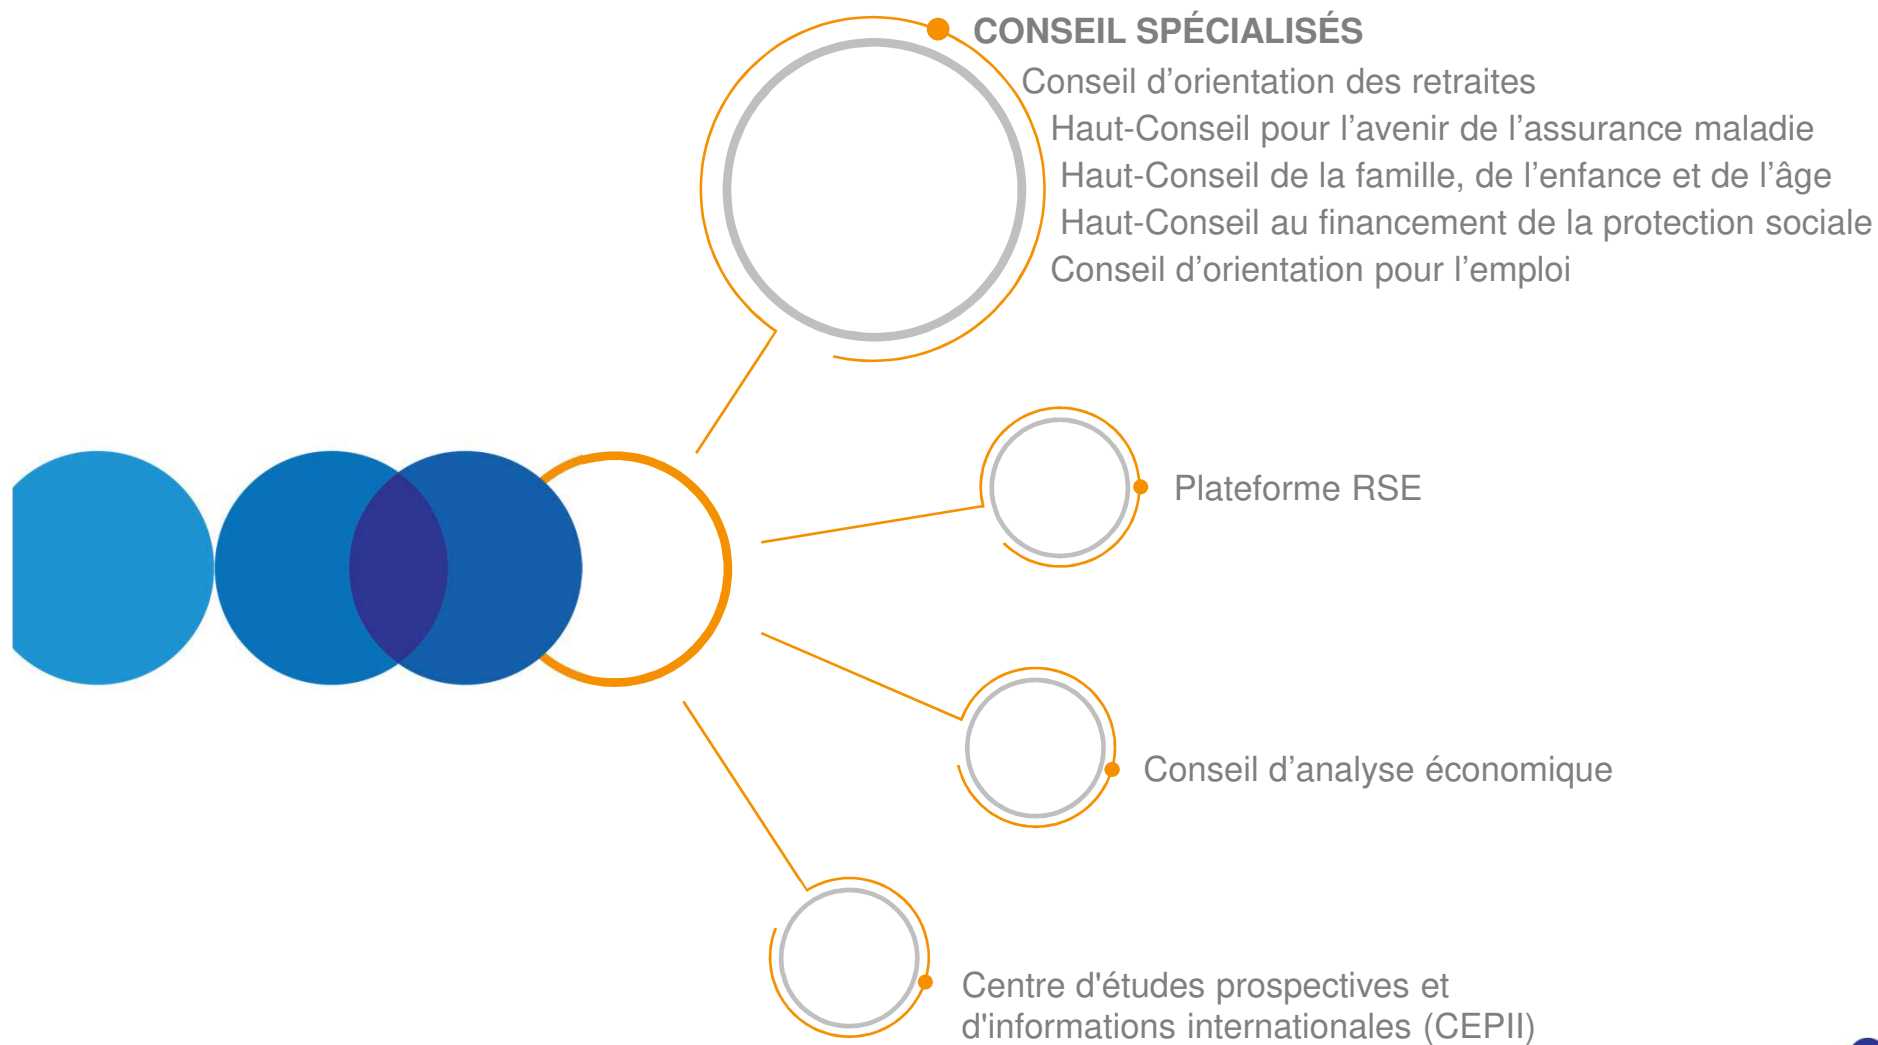 CONSEIL SPÉCIALISÉS
Conseil d’orientation des retraites
Haut-Conseil pour l’avenir de l’assurance maladie
Haut-Conseil de la famille, de l’enfance et de l’âge
Haut-Conseil au financement de la protection sociale
Conseil d’orientation pour l’emploi
Plateforme RSE
Conseil d’analyse économique
Centre d'études prospectives et
d'informations internationales (CEPII)